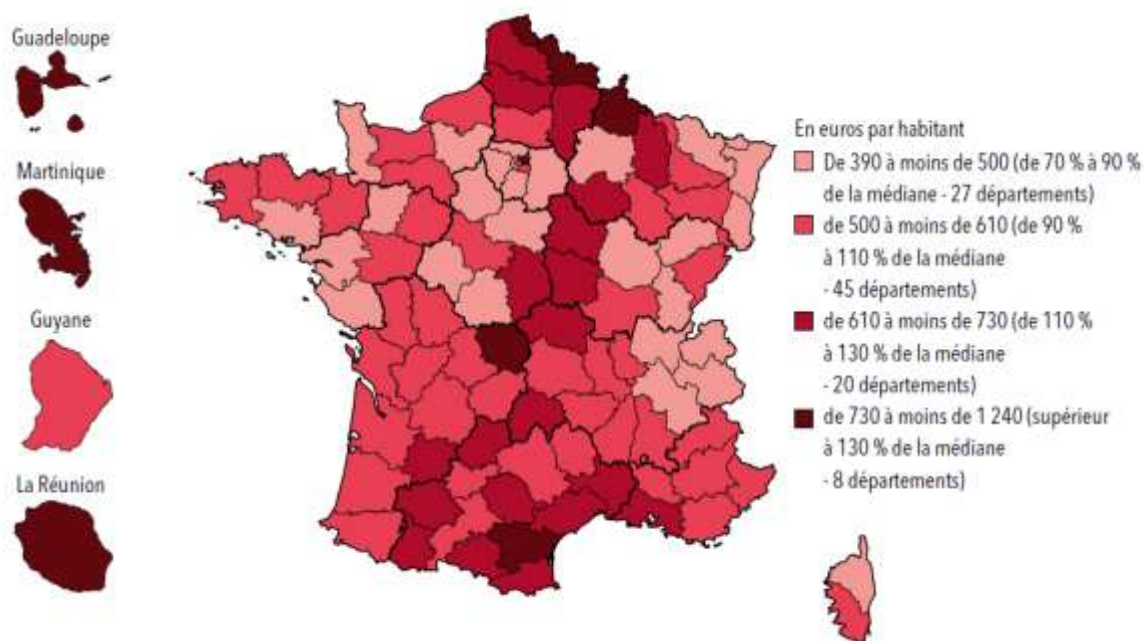 Guadeloupe
Martinique
Guyane
La Réunion
En euros par habitant
De 390 à moins de 500 (de 70 % à 90 %
de la médiane - 27 départements)
de 500 à moins de 610 (de 90 %
à 110 % de la médiane
- 45 départements)
de 610 à moins de 730 (de 110 %
à 130 % de la médiane
- 20 départements)
de 730 à moins de 1 240 (supérieur
à 130 % de la médiane
- 8 départements)